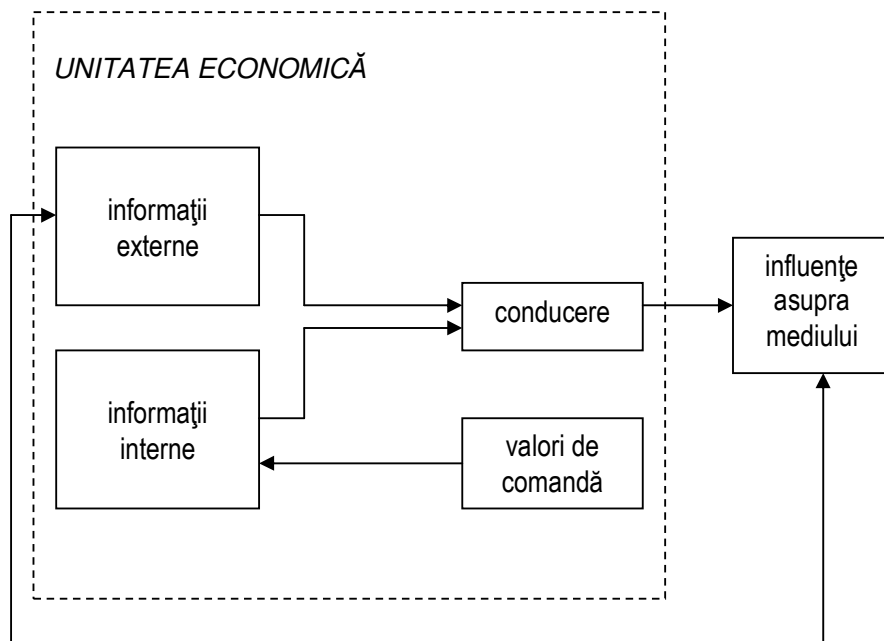 UNITATEA ECONOMICĂ
informaţii
externe
conducere
influenţe
asupra
mediului
informaţii
interne
valori de
comandă